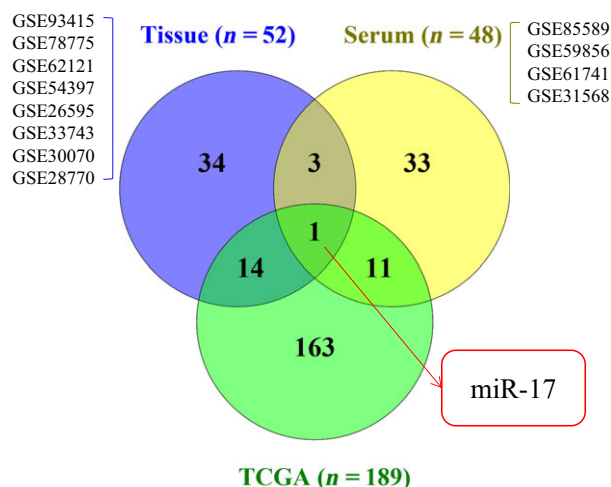 GSE93415
GSE78775
GSE62121
GSE54397
GSE26595
GSE33743
GSE30070
GSE28770
Tissue (n = 52)
Serum (n = 48)
GSE85589
GSE59856
GSE61741
GSE31568
34
3
33
1
14
11
163
miR-17
TCGA (n = 189)